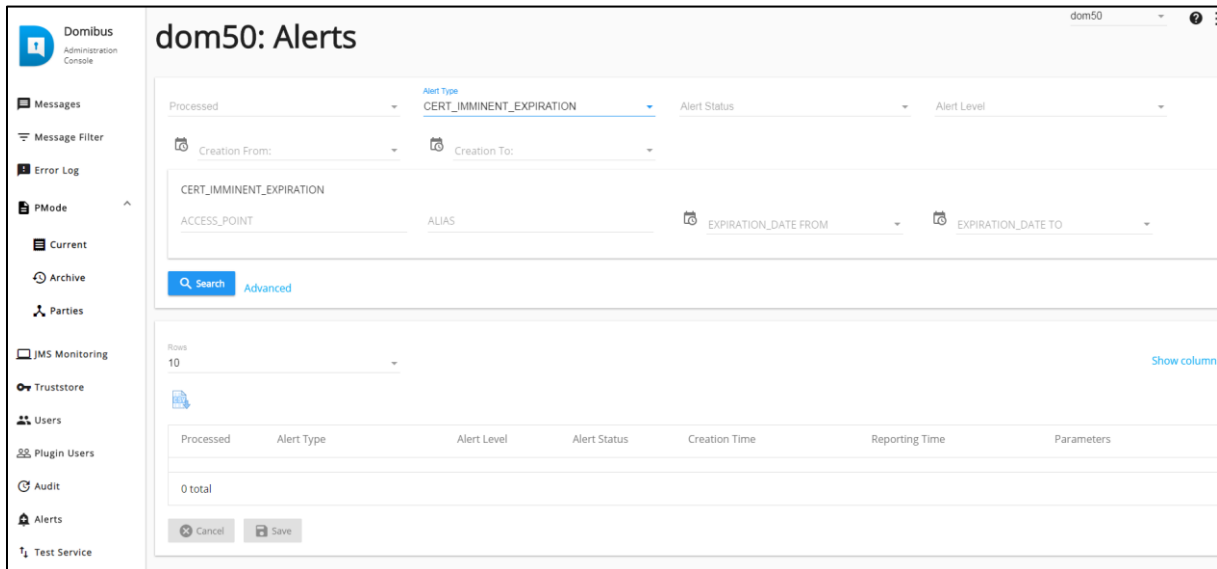 Domibus
Administration
Console
Messages
Message Filter
Error Log
PMode
Current
Archive
Parties
JMS Monitoring
Truststore
Users
Plugin Users
Audit
Alerts
Test Service
dom50
dom50: Alerts
Processed
Alert Type
CERT_IMMINENT_EXPIRATION
Alert Status
Alert Level
Creation From:
Creation To:
CERT_IMMINENT_EXPIRATION
ACCESS_POINT
ALIAS
EXPIRATION_DATE FROM
EXPIRATION_DATE TO
Search
Advanced
Rows
10
Show column
Processed
Alert Type
Alert Level
Alert Status
Creation Time
Reporting Time
Parameters
0 total
Cancel
Save